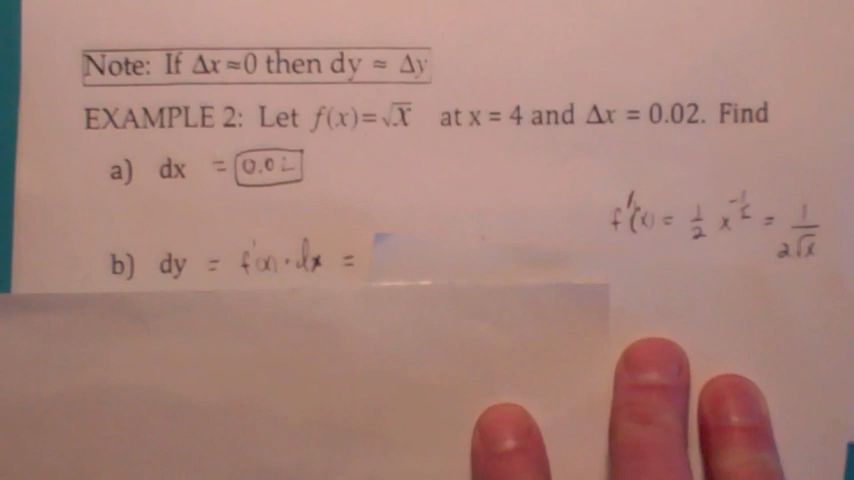 Note: If Δx ≈ 0 then dy ≈ Δy
EXAMPLE 2: Let f(x)=√x at x = 4 and Δx = 0.02. Find
a) dx = 0.02
f'(x) = 1/2 x^-1/2 = 1/(2√x)
b) dy = f'(x) · dx =